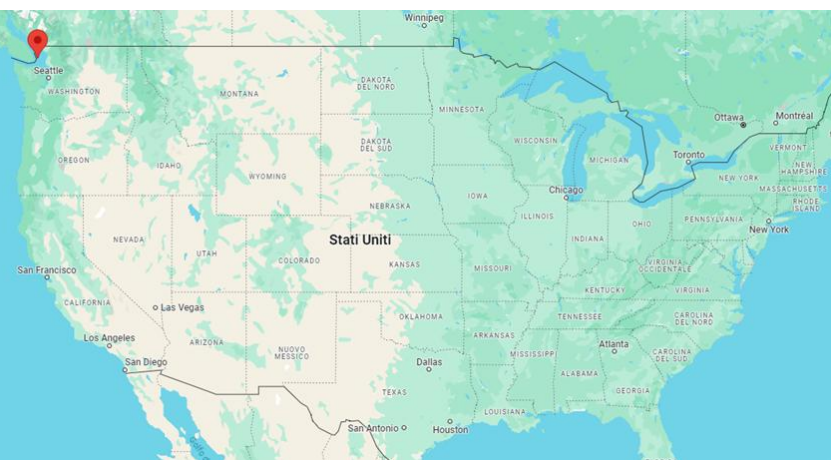 Winnipeg
Seattle
WASHINGTON
MONTANA
DAKOTA
DEL NORD
MINNESOTA
Ottawa
Montréal
OREGON
IDAHO
WYOMING
DAKOTA
DEL SUD
WISCONSIN
MICHIGAN
Toronto
VERMONT
NEW
HAMPSHIRE
NEW YORK
MASSACHUSETTS
RHODE
ISLAND
Chicago
IOWA
NEBRASKA
ILLINOIS
INDIANA
OHIO
PENNSYLVANIA
New York
NEVADA
UTAH
COLORADO
Stati Uniti
KANSAS
MISSOURI
VIRGINIA
OCCIDENTALE
San Francisco
CALIFORNIA
Las Vegas
KENTUCKY
VIRGINIA
Los Angeles
ARIZONA
NUOVO
MESSICO
OKLAHOMA
ARKANSAS
TENNESSEE
CAROLINA
DEL NORD
San Diego
Dallas
MISSISSIPPI
Atlanta
CAROLINA
DEL SUD
ALABAMA
GEORGIA
TEXAS
LOUISIANA
San Antonio
Houston